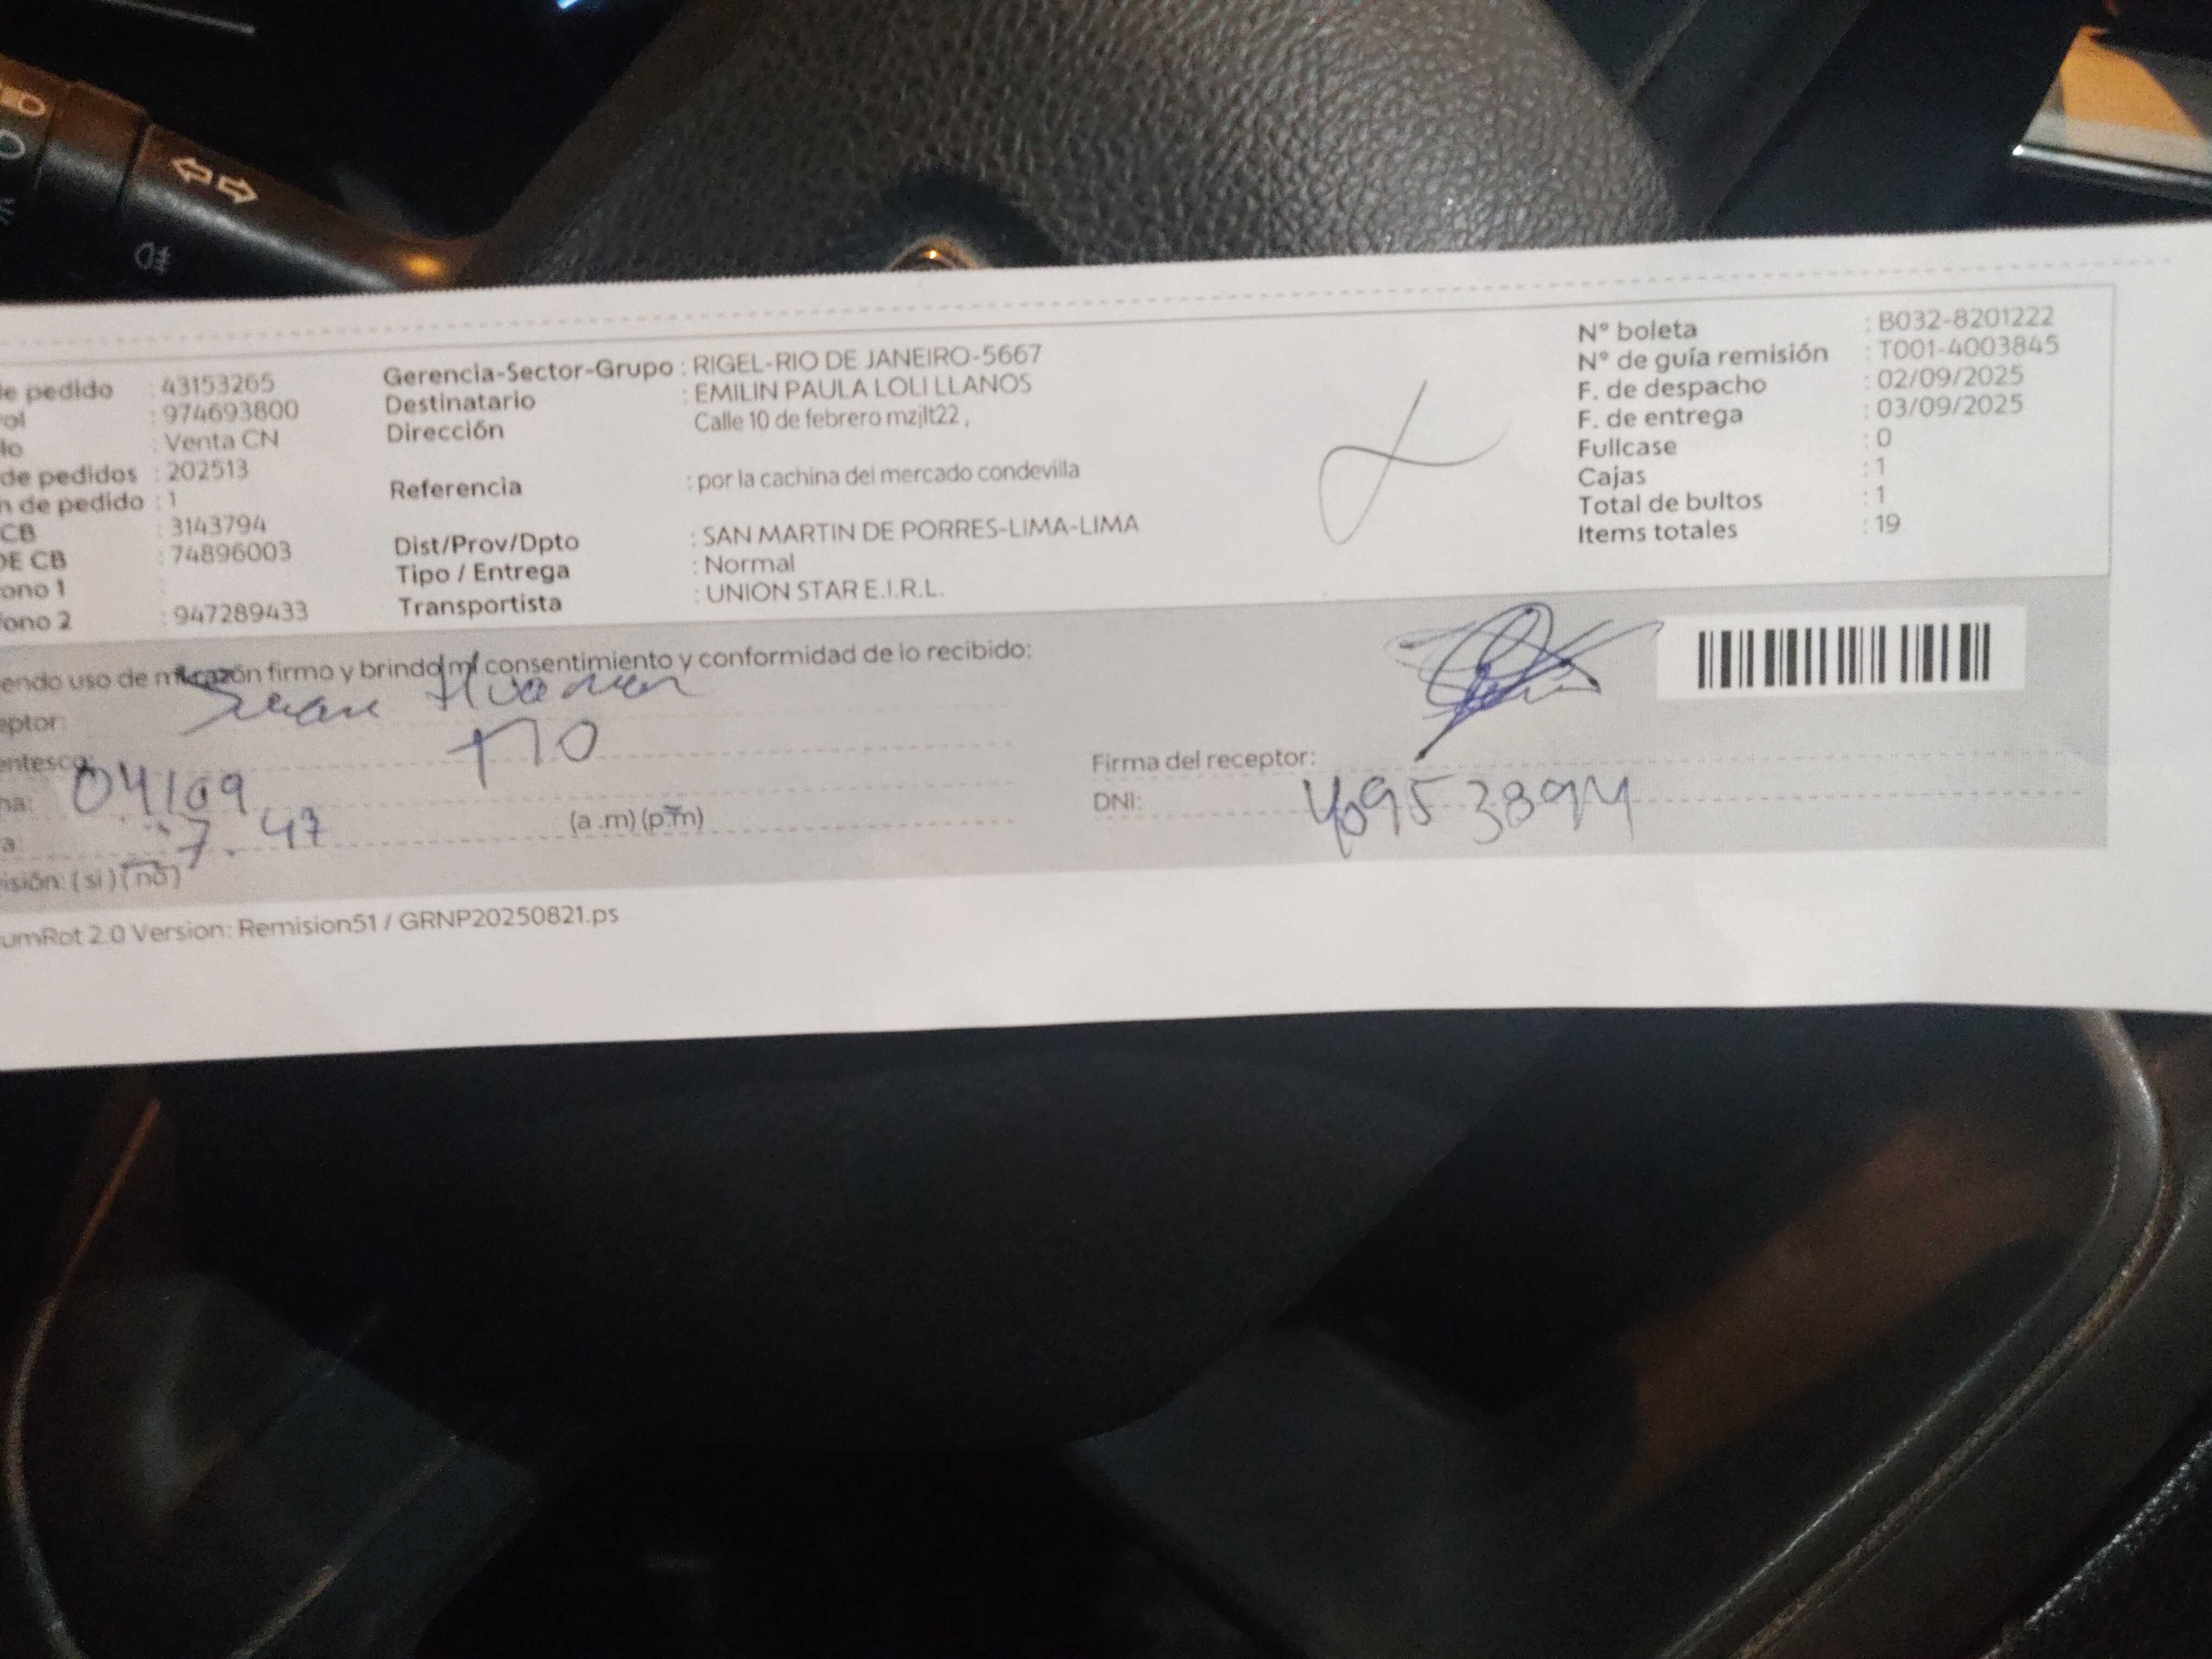 e pedido : 43153265
ol : 974693800
lo : Venta CN
de pedidos : 202513
n de pedido : 1
CB : 3143794
DE CB : 74896003
ono 1 :
fono 2 : 947289433
Gerencia-Sector-Grupo : RIGEL-RIO DE JANEIRO-5667
Destinatario : EMILIN PAULA LOLI LLANOS
Dirección Calle 10 de febrero mzjlt22 ,
Referencia : por la cachina del mercado condevilla
Dist/Prov/Dpto : SAN MARTIN DE PORRES-LIMA-LIMA
Tipo / Entrega : Normal
Transportista : UNION STAR E.I.R.L.
N° boleta : B032-8201222
N° de guía remisión : T001-4003845
F. de despacho : 02/09/2025
F. de entrega : 03/09/2025
Fullcase : 0
Cajas : 1
Total de bultos : 1
Items totales : 19
endo uso de mi razón firmo y brindo mi consentimiento y conformidad de lo recibido:
eptor:
entesco:
na: 04/09
a: 7.47 (a .m) (p.m)
isión: ( si ) ( no )
Firma del receptor:
DNI: 40953894
umRot 2.0 Version: Remision51 / GRNP20250821.ps